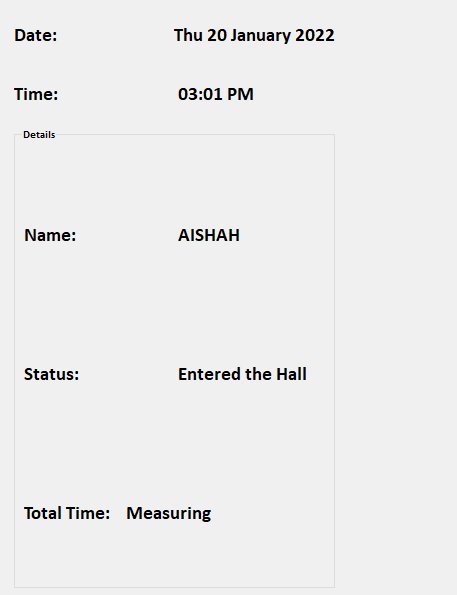 Date: Thu 20 January 2022
Time: 03:01 PM
Details
Name: AISHAH
Status: Entered the Hall
Total Time: Measuring